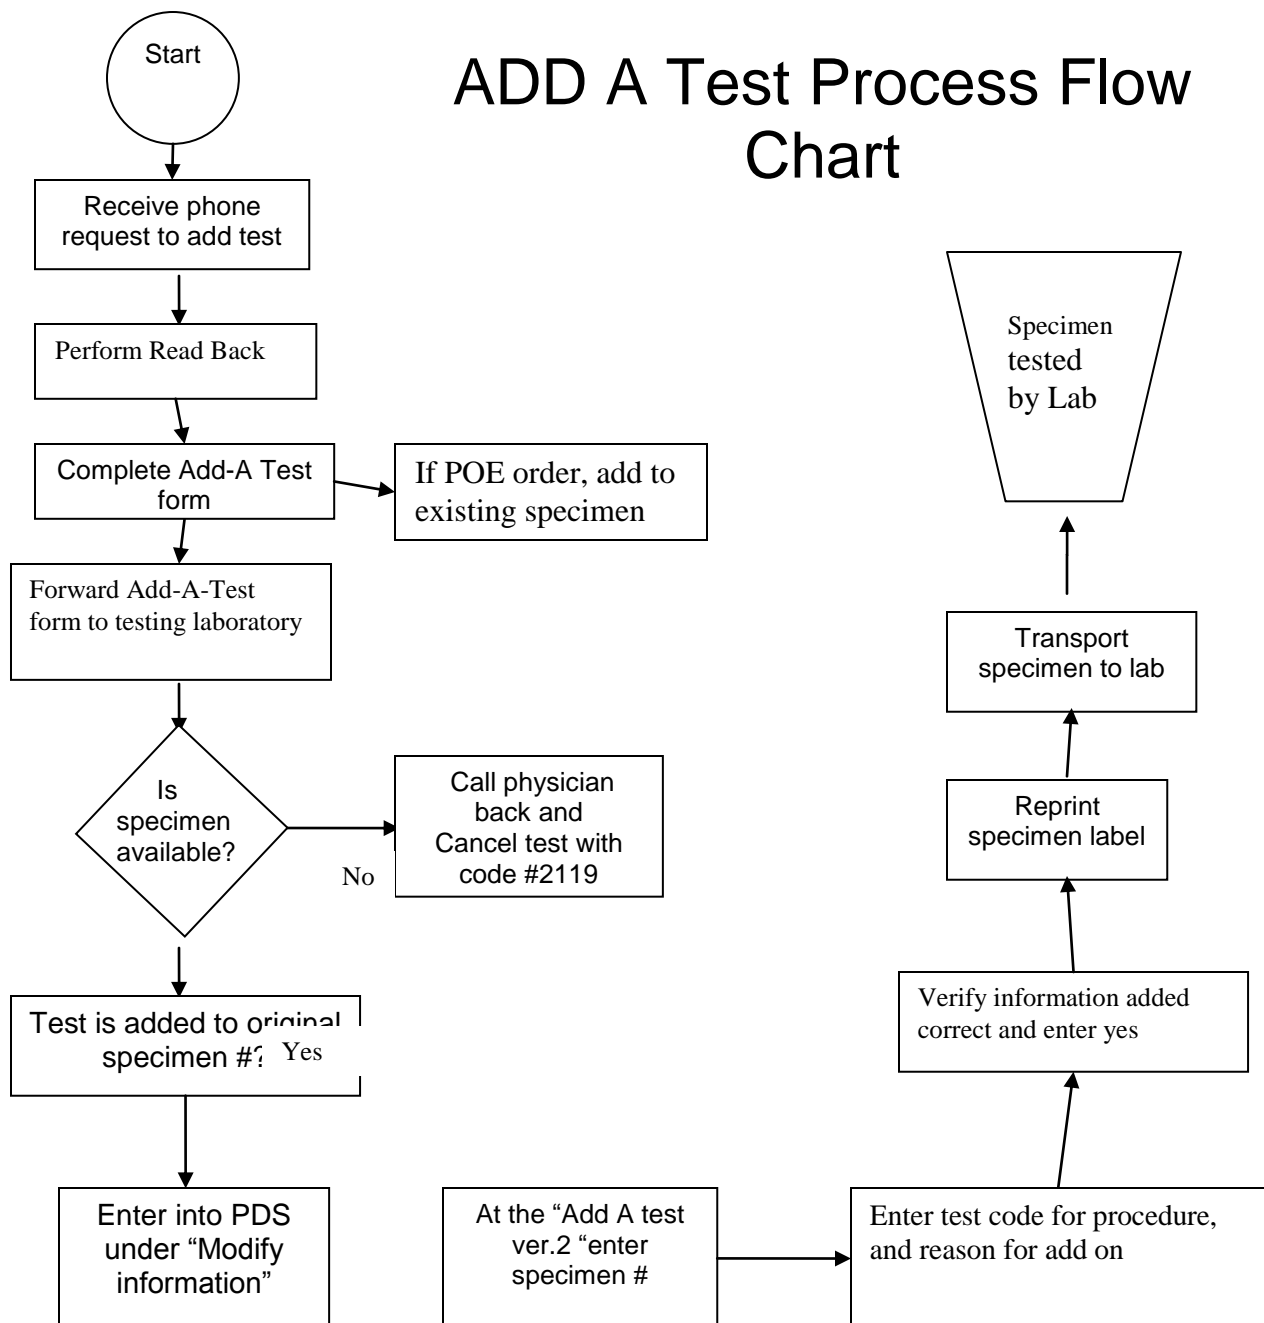 Start
ADD A Test Process Flow
Chart
Receive phone
request to add test
Perform Read Back
Complete Add-A Test
form
If POE order, add to
existing specimen
Forward Add-A-Test
form to testing laboratory
Is
specimen
available?
No
Call physician
back and
Cancel test with
code #2119
Test is added to original
specimen #?
Yes
Enter into PDS
under “Modify
information”
At the “Add A test
ver.2 “enter
specimen #
Enter test code for procedure,
and reason for add on
Verify information added
correct and enter yes
Reprint
specimen label
Transport
specimen to lab
Specimen
tested
by Lab